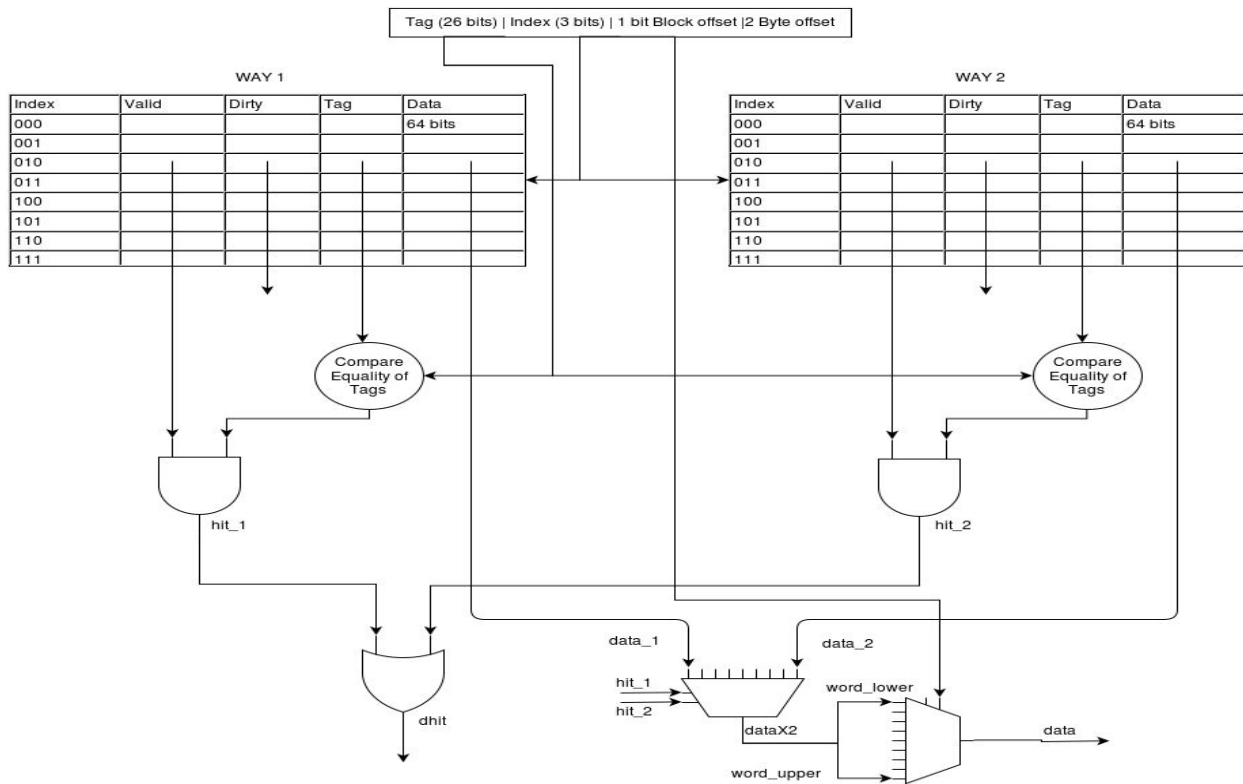 Tag (26 bits) | Index (3 bits) | 1 bit Block offset |2 Byte offset
WAY 1
Index Valid Dirty Tag Data
000 64 bits
001
010
011
100
101
110
111
WAY 2
Index Valid Dirty Tag Data
000 64 bits
001
010
011
100
101
110
111
Compare
Equality of
Tags
Compare
Equality of
Tags
hit_1
hit_2
data_1
data_2
hit_1
hit_2
word_lower
dhit
dataX2
data
word_upper